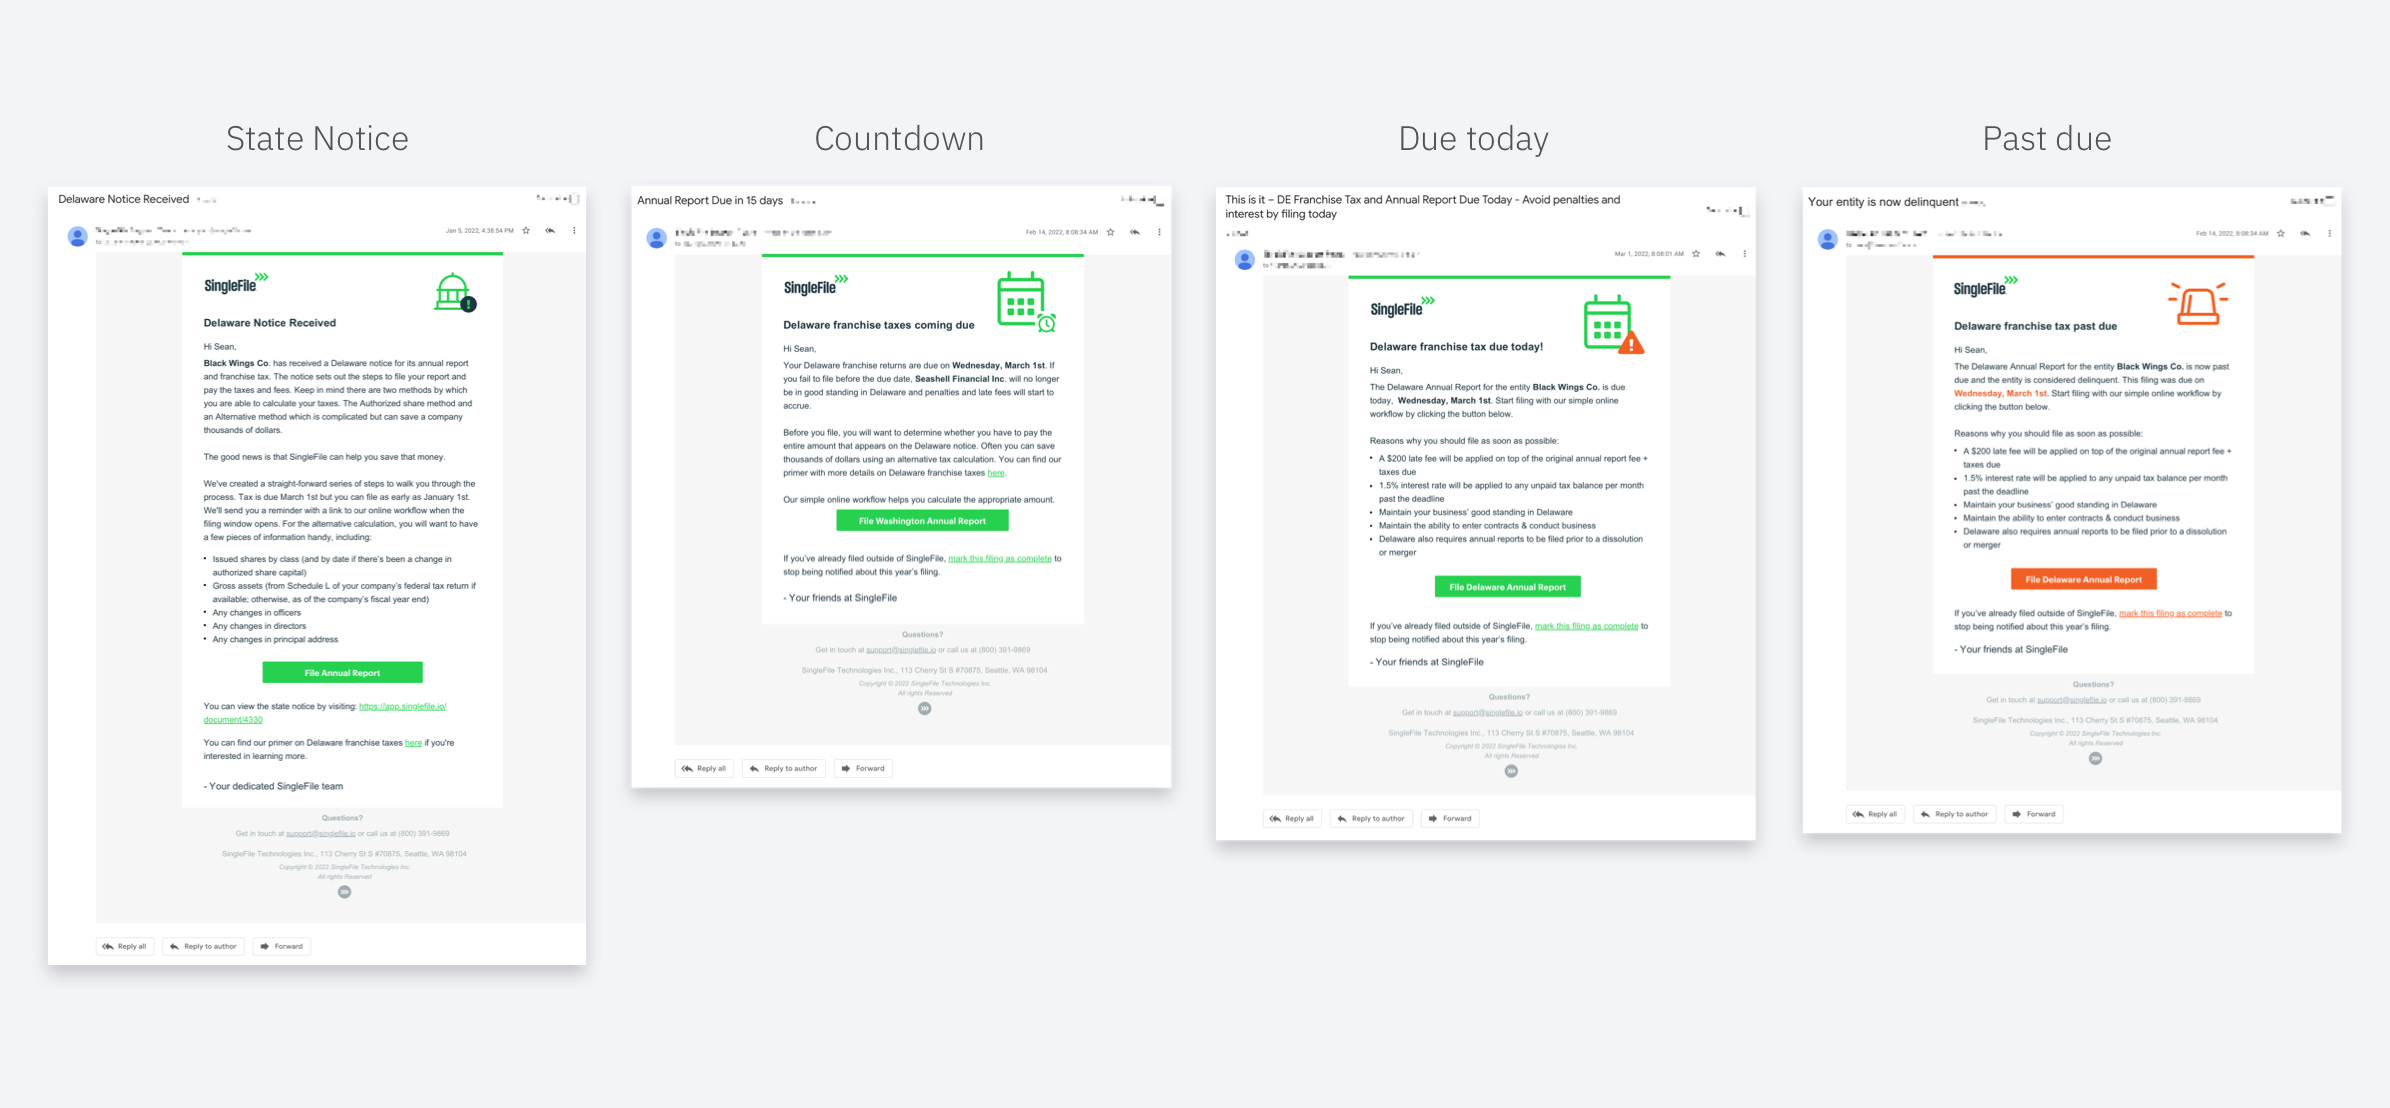 State Notice
Delaware Notice Received
Jan 5, 2022, 4:38:54 PM
to
SingleFile
Delaware Notice Received
Hi Sean,
Black Wings Co. has received a Delaware notice for its annual report
and franchise tax. The notice sets out the steps to file your report and
pay the taxes and fees. Keep in mind there are two methods by which
you are able to calculate your taxes. The Authorized share method and
an Alternative method which is complicated but can save a company
thousands of dollars.
The good news is that SingleFile can help you save that money.
We've created a straight-forward series of steps to walk you through the
process. Tax is due March 1st but you can file as early as January 1st.
We'll send you a reminder with a link to our online workflow when the
filing window opens. For the alternative calculation, you will want to have
a few pieces of information handy, including:
• Issued shares by class (and by date if there's been a change in
authorized share capital)
• Gross assets (from Schedule L of your company's federal tax return if
available; otherwise, as of the company's fiscal year end)
• Any changes in officers
• Any changes in directors
• Any changes in principal address
File Annual Report
You can view the state notice by visiting: https://app.singlefile.io/
document/4330
You can find our primer on Delaware franchise taxes here if you're
interested in learning more.
- Your dedicated SingleFile team
Questions?
Get in touch at support@singlefile.io or call us at (800) 391-9869
SingleFile Technologies Inc., 113 Cherry St S #70875, Seattle, WA 98104
Copyright © 2022 SingleFile Technologies Inc.
All rights Reserved
Reply all
Reply to author
Forward
Countdown
Annual Report Due in 15 days
Feb 14, 2022, 8:08:34 AM
to
SingleFile
Delaware franchise taxes coming due
Hi Sean,
Your Delaware franchise returns are due on Wednesday, March 1st. If
you fail to file before the due date, Seashell Financial Inc. will no longer
be in good standing in Delaware and penalties and late fees will start to
accrue.
Before you file, you will want to determine whether you have to pay the
entire amount that appears on the Delaware notice. Often you can save
thousands of dollars using an alternative tax calculation. You can find our
primer with more details on Delaware franchise taxes here.
Our simple online workflow helps you calculate the appropriate amount.
File Washington Annual Report
If you've already filed outside of SingleFile, mark this filing as complete to
stop being notified about this year's filing.
- Your friends at SingleFile
Questions?
Get in touch at support@singlefile.io or call us at (800) 391-9869
SingleFile Technologies Inc., 113 Cherry St S #70875, Seattle, WA 98104
Copyright © 2022 SingleFile Technologies Inc.
All rights Reserved
Reply all
Reply to author
Forward
Due today
This is it – DE Franchise Tax and Annual Report Due Today - Avoid penalties and
interest by filing today
Mar 1, 2022, 8:08:01 AM
to
SingleFile
Delaware franchise tax due today!
Hi Sean,
The Delaware Annual Report for the entity Black Wings Co. is due
today, Wednesday, March 1st. Start filing with our simple online
workflow by clicking the button below.
Reasons why you should file as soon as possible:
• A $200 late fee will be applied on top of the original annual report fee +
taxes due
• 1.5% interest rate will be applied to any unpaid tax balance per month
past the deadline
• Maintain your business' good standing in Delaware
• Maintain the ability to enter contracts & conduct business
• Delaware also requires annual reports to be filed prior to a dissolution
or merger
File Delaware Annual Report
If you've already filed outside of SingleFile, mark this filing as complete to
stop being notified about this year's filing.
- Your friends at SingleFile
Questions?
Get in touch at support@singlefile.io or call us at (800) 391-9869
SingleFile Technologies Inc., 113 Cherry St S #70875, Seattle, WA 98104
Copyright © 2022 SingleFile Technologies Inc.
All rights Reserved
Reply all
Reply to author
Forward
Past due
Your entity is now delinquent
Feb 14, 2022, 8:08:34 AM
to
SingleFile
Delaware franchise tax past due
Hi Sean,
The Delaware Annual Report for the entity Black Wings Co. is now past
due and the entity is considered delinquent. This filing was due on
Wednesday, March 1st. Start filing with our simple online workflow by
clicking the button below.
Reasons why you should file as soon as possible:
• A $200 late fee will be applied on top of the original annual report fee +
taxes due
• 1.5% interest rate will be applied to any unpaid tax balance per month
past the deadline
• Maintain your business' good standing in Delaware
• Maintain the ability to enter contracts & conduct business
• Delaware also requires annual reports to be filed prior to a dissolution
or merger
File Delaware Annual Report
If you've already filed outside of SingleFile, mark this filing as complete to
stop being notified about this year's filing.
- Your friends at SingleFile
Questions?
Get in touch at support@singlefile.io or call us at (800) 391-9869
SingleFile Technologies Inc., 113 Cherry St S #70875, Seattle, WA 98104
Copyright © 2022 SingleFile Technologies Inc.
All rights Reserved
Reply all
Reply to author
Forward